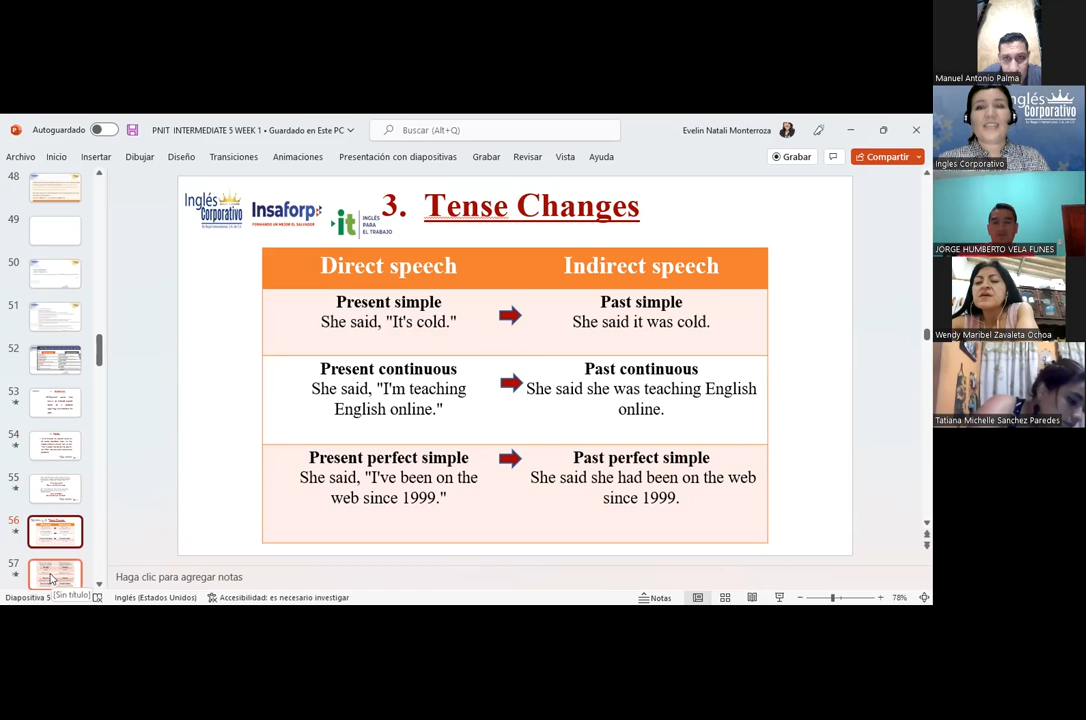 Autoguardado
PNIT INTERMEDIATE 5 WEEK 1 • Guardado en Este PC
Buscar (Alt+Q)
Evelin Natali Monterroza
Archivo Inicio Insertar Dibujar Diseño Transiciones Animaciones Presentación con diapositivas Grabar Revisar Vista Ayuda
Grabar
Compartir
48
49
50
51
52
53
54
55
56
57
[Sin título]
Inglés
Corporativo
Insaforp
FORMANDO UN MEJOR EL SALVADOR
it
INGLÉS
PARA
EL TRABAJO
3. Tense Changes
Direct speech Indirect speech
Present simple Past simple
She said, "It's cold." She said it was cold.
Present continuous Past continuous
She said, "I'm teaching She said she was teaching English
English online." online.
Present perfect simple Past perfect simple
She said, "I've been on the She said she had been on the web
web since 1999." since 1999.
Haga clic para agregar notas
Diapositiva 5
Inglés (Estados Unidos)
Accesibilidad: es necesario investigar
Notas
78%
Manuel Antonio Palma
Inglés
Corporativo
Ingles Corporativo
JORGE HUMBERTO VELA FUNES
Wendy Maribel Zavaleta Ochoa
Tatiana Michelle Sanchez Paredes